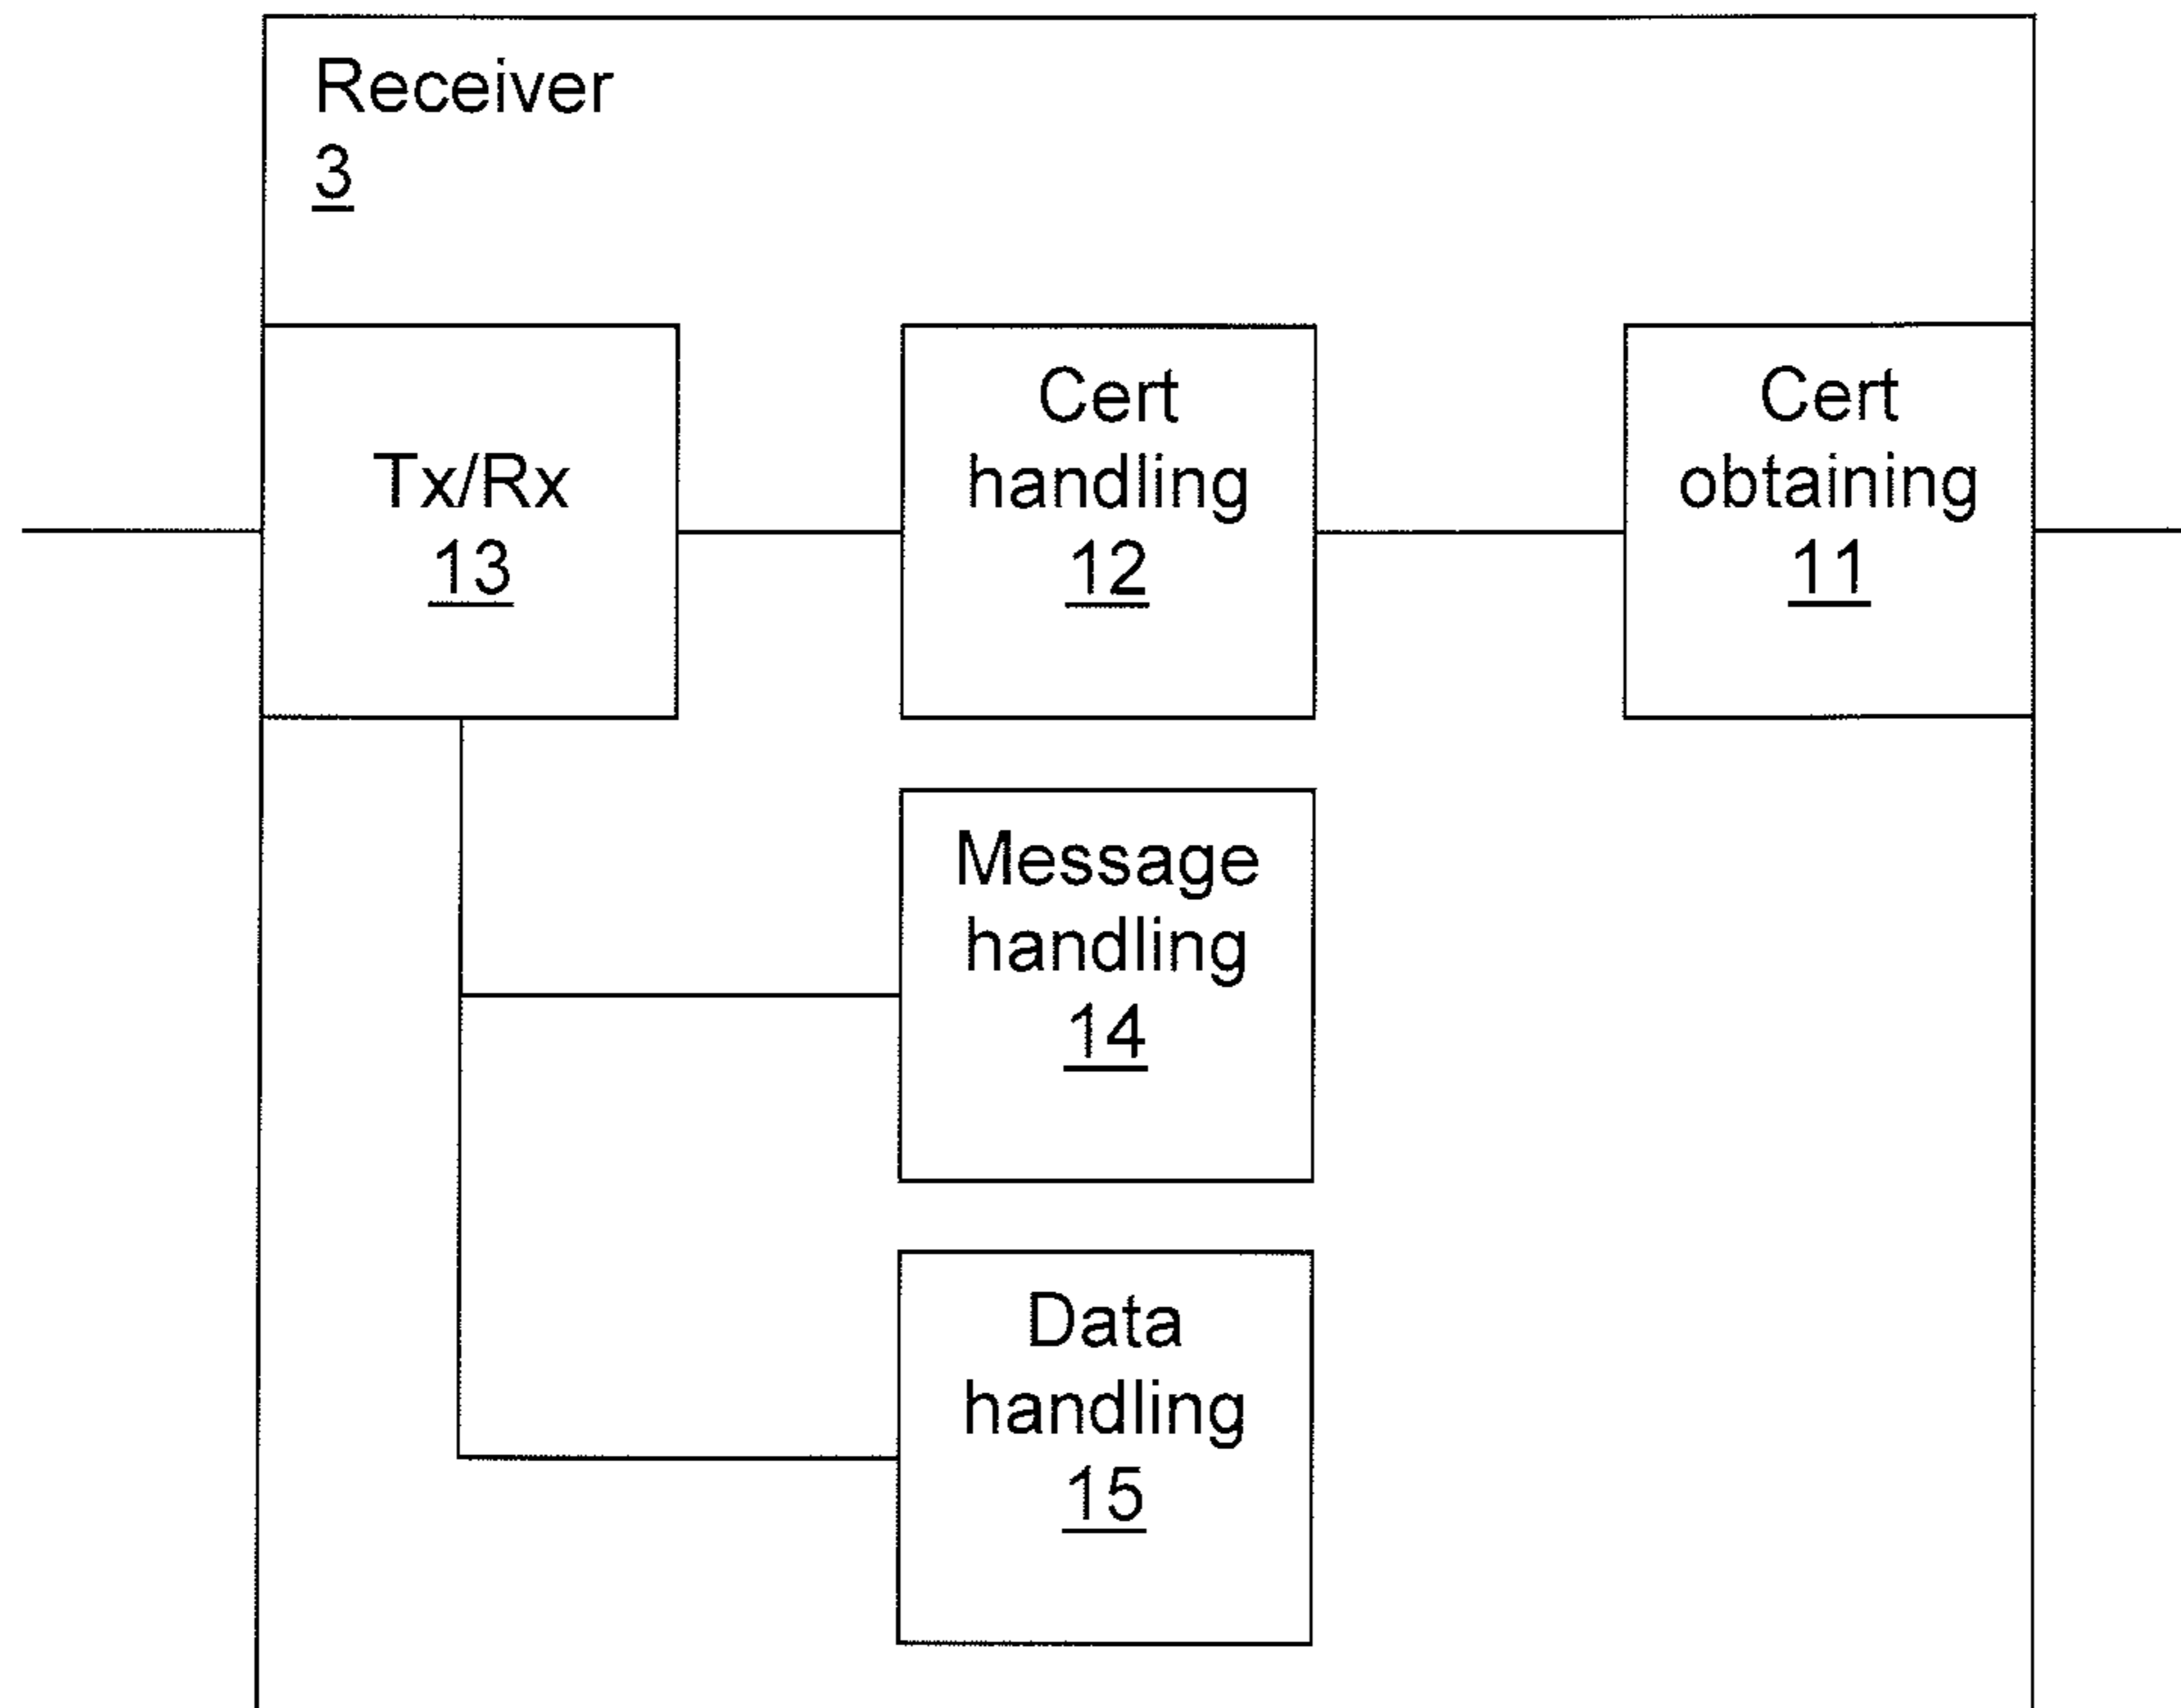 Receiver
3
Tx/Rx
13
Cert
handling
12
Cert
obtaining
11
Message
handling
14
Data
handling
15